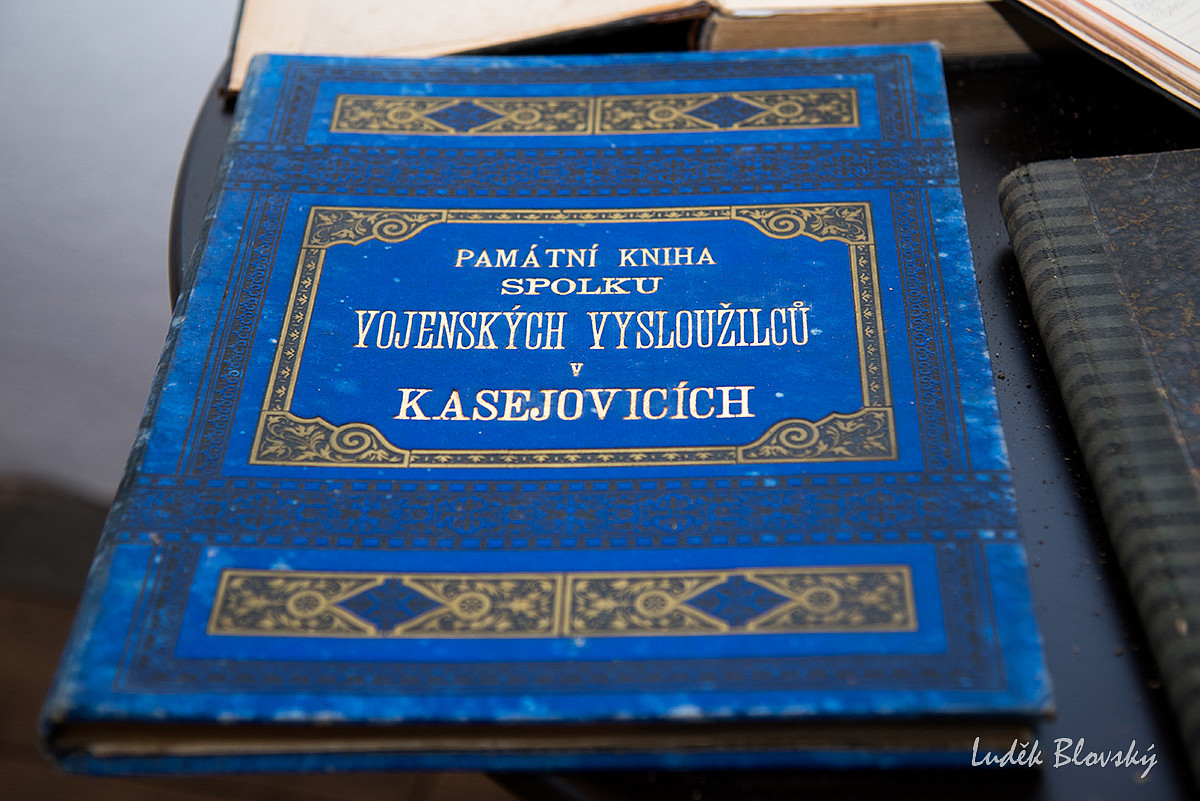 PAMÁTNÍ KNIHA
SPOLKU
VOJENSKÝCH VYSLOUŽILCŮ
V
KASEJOVICÍCH
Luděk Blovský